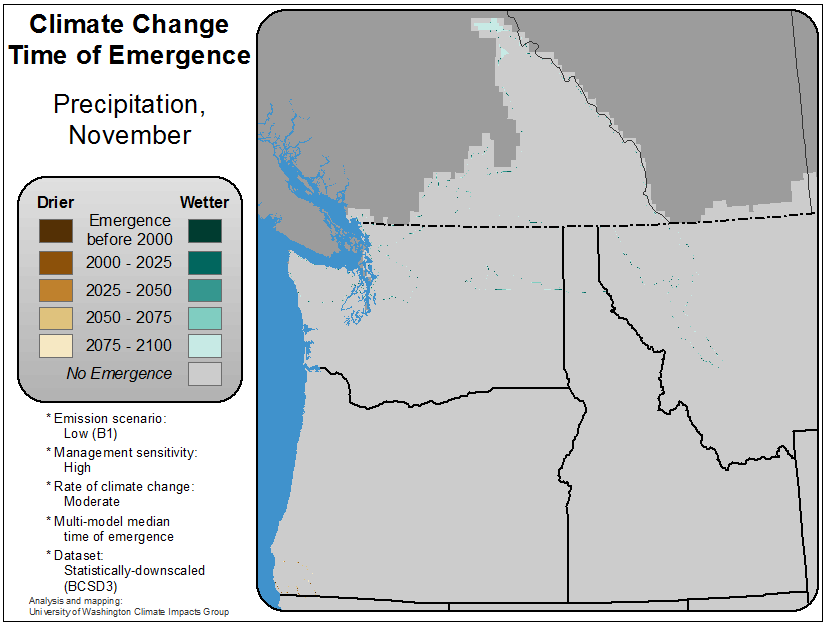 Climate Change
Time of Emergence
Precipitation,
November
Drier Wetter
Emergence
before 2000
2000 - 2025
2025 - 2050
2050 - 2075
2075 - 2100
No Emergence
* Emission scenario:
Low (B1)
* Management sensitivity:
High
* Rate of climate change:
Moderate
* Multi-model median
time of emergence
* Dataset:
Statistically-downscaled
(BCSD3)
Analysis and mapping:
University of Washington Climate Impacts Group